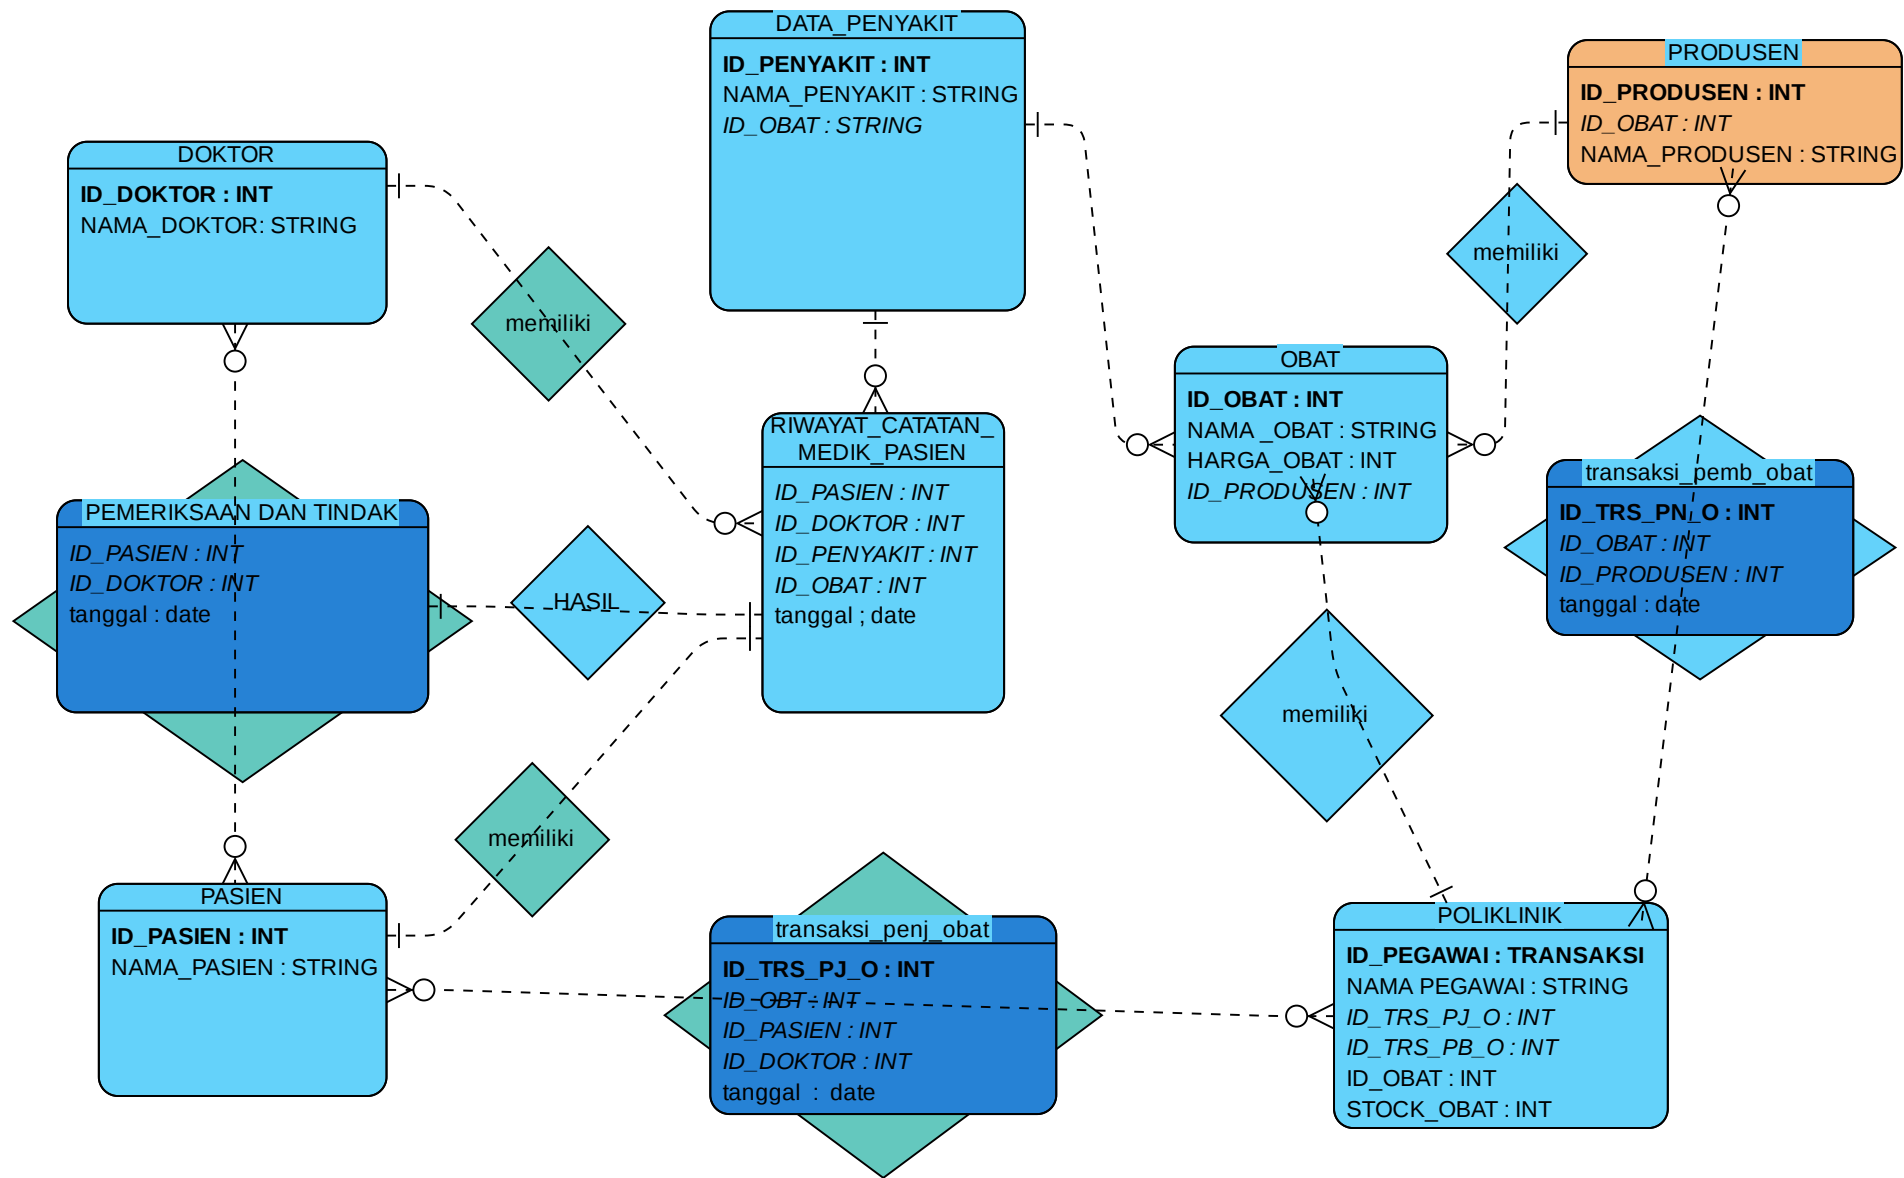 DATA_PENYAKIT
ID_PENYAKIT : INT
NAMA_PENYAKIT : STRING
ID_OBAT : STRING
PRODUSEN
ID_PRODUSEN : INT
ID_OBAT : INT
NAMA_PRODUSEN : STRING
DOKTOR
ID_DOKTOR : INT
NAMA_DOKTOR: STRING
memiliki
memiliki
OBAT
ID_OBAT : INT
NAMA _OBAT : STRING
HARGA_OBAT : INT
ID_PRODUSEN : INT
RIWAYAT_CATATAN_
MEDIK_PASIEN
ID_PASIEN : INT
ID_DOKTOR : INT
ID_PENYAKIT : INT
ID_OBAT : INT
tanggal ; date
transaksi_pemb_obat
ID_TRS_PN_O : INT
ID_OBAT : INT
ID_PRODUSEN : INT
tanggal : date
PEMERIKSAAN DAN TINDAK
ID_PASIEN : INT
ID_DOKTOR : INT
tanggal : date
HASIL
memiliki
memiliki
PASIEN
ID_PASIEN : INT
NAMA_PASIEN : STRING
transaksi_penj_obat
ID_TRS_PJ_O : INT
ID_OBT : INT
ID_PASIEN : INT
ID_DOKTOR : INT
tanggal : date
POLIKLINIK
ID_PEGAWAI : TRANSAKSI
NAMA PEGAWAI : STRING
ID_TRS_PJ_O : INT
ID_TRS_PB_O : INT
ID_OBAT : INT
STOCK_OBAT : INT